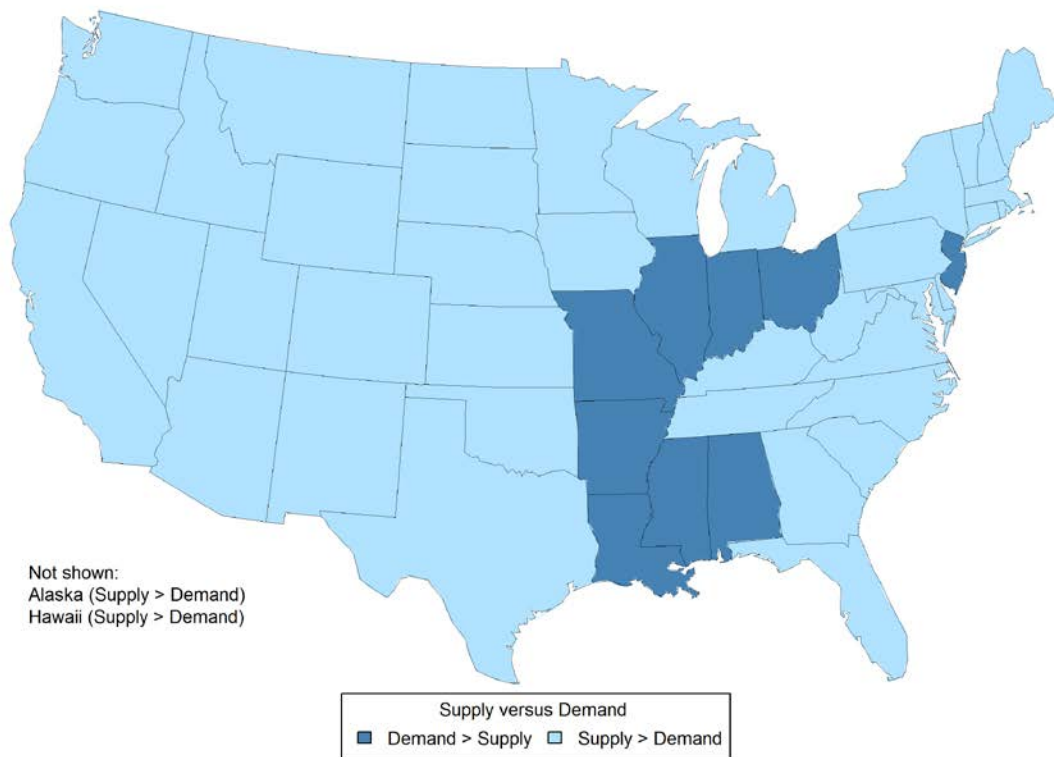 Not shown:
Alaska (Supply > Demand)
Hawaii (Supply > Demand)
Supply versus Demand
Demand > Supply Supply > Demand